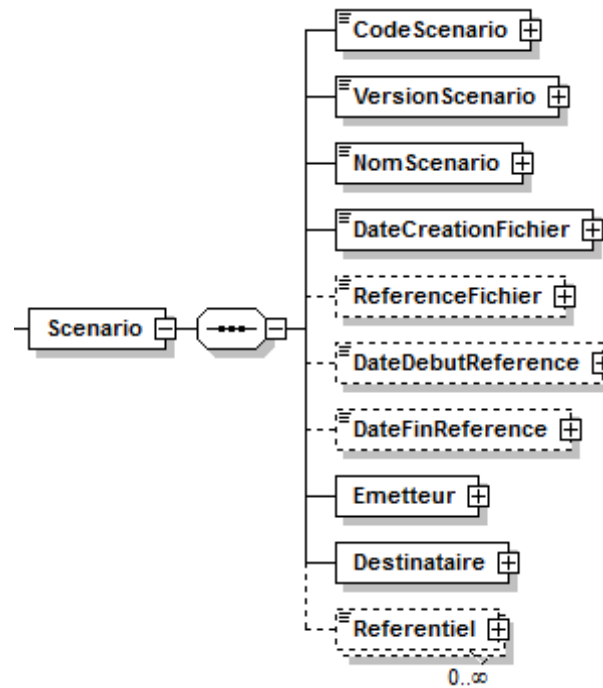 CodeScenario
VersionScenario
NomScenario
DateCreationFichier
ReferenceFichier
Scenario
DateDebutReference
DateFinReference
Emetteur
Destinataire
Referentiel
0..∞